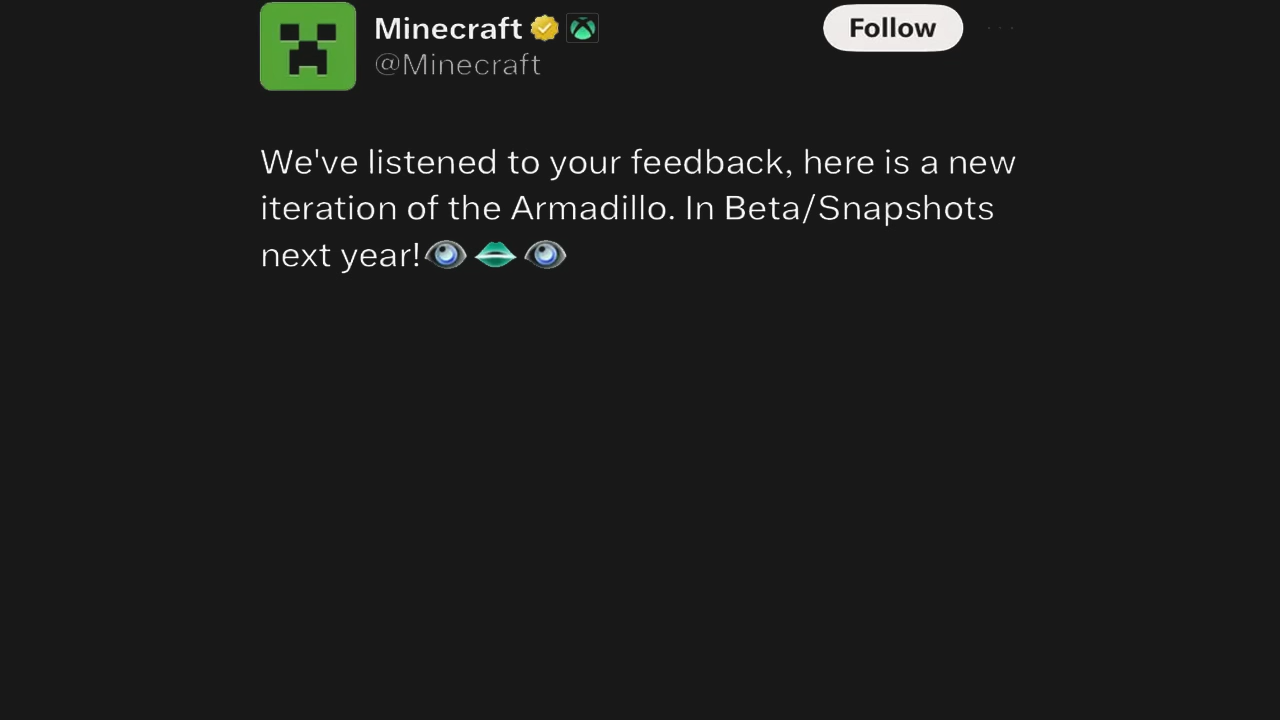 Minecraft
Follow
@Minecraft
We've listened to your feedback, here is a new
iteration of the Armadillo. In Beta/Snapshots
next year!👁️🫦👁️